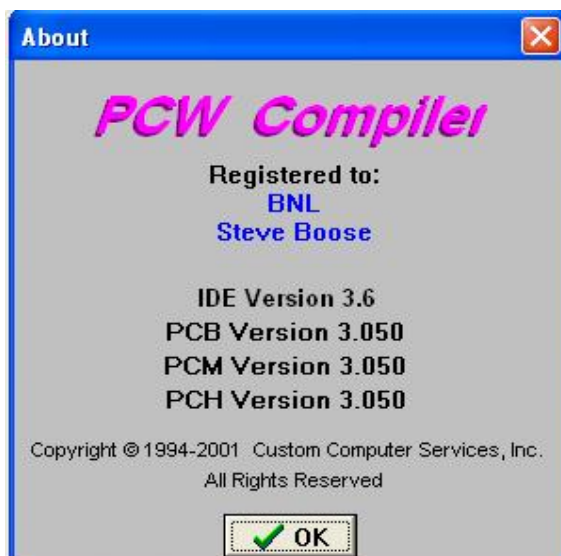 About
PCW Compiler
Registered to:
BNL
Steve Boose
IDE Version 3.6
PCB Version 3.050
PCM Version 3.050
PCH Version 3.050
Copyright © 1994-2001 Custom Computer Services, Inc.
All Rights Reserved
OK